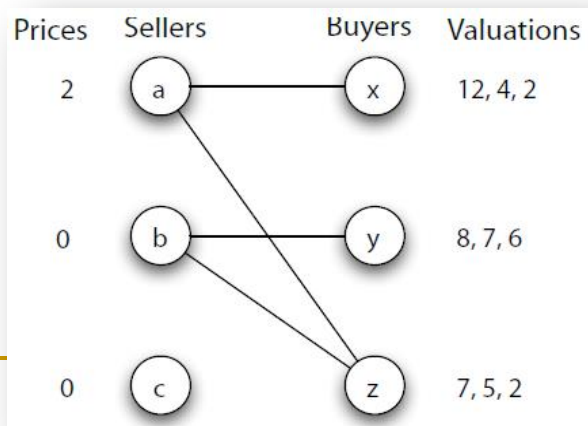 Prices Sellers Buyers Valuations
2 a x 12, 4, 2
0 b y 8, 7, 6
0 c z 7, 5, 2